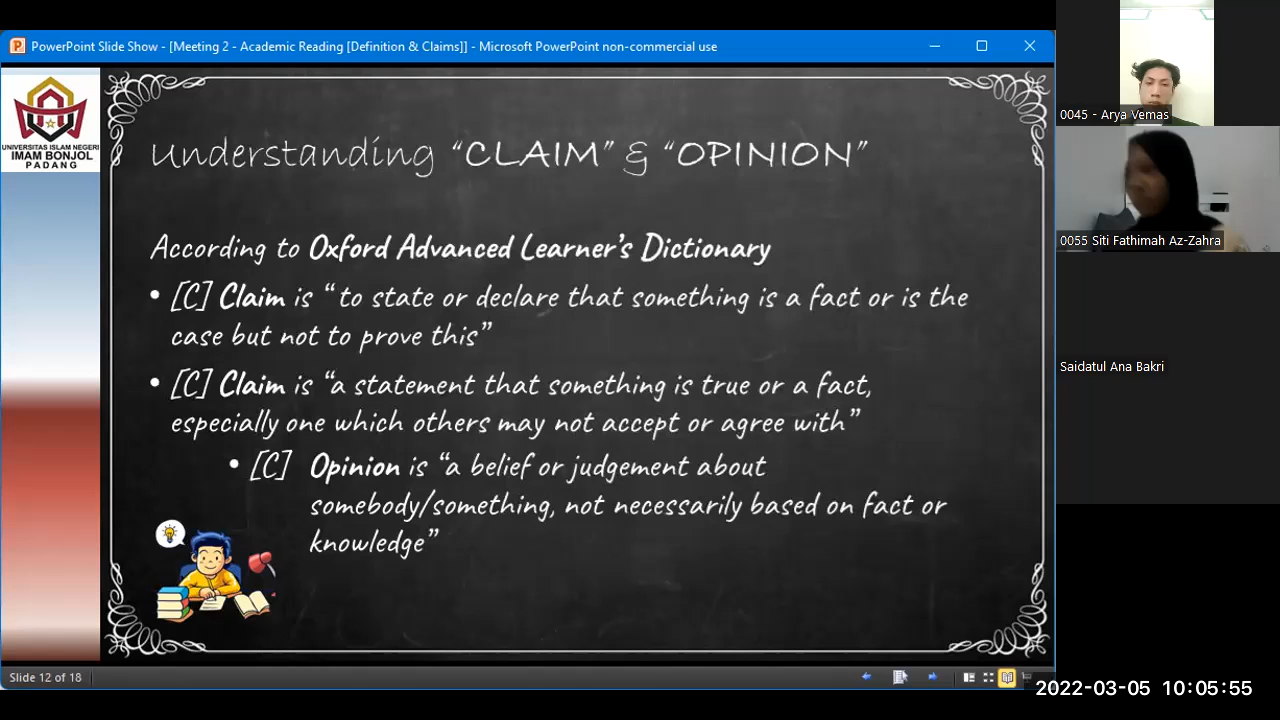 PowerPoint Slide Show - [Meeting 2 - Academic Reading [Definition & Claims]] - Microsoft PowerPoint non-commercial use
UNIVERSITAS ISLAM NEGERI
IMAM BONJOL
PADANG
Understanding "CLAIM" & "OPINION"
According to Oxford Advanced Learner's Dictionary
• [C] Claim is "to state or declare that something is a fact or is the
case but not to prove this"
• [C] Claim is "a statement that something is true or a fact,
especially one which others may not accept or agree with"
• [C] Opinion is "a belief or judgement about
somebody/something, not necessarily based on fact or
knowledge"
Slide 12 of 18
0045 - Arya Vemas
0055 Siti Fathimah Az-Zahra
Saidatul Ana Bakri
2022-03-05 10:05:55